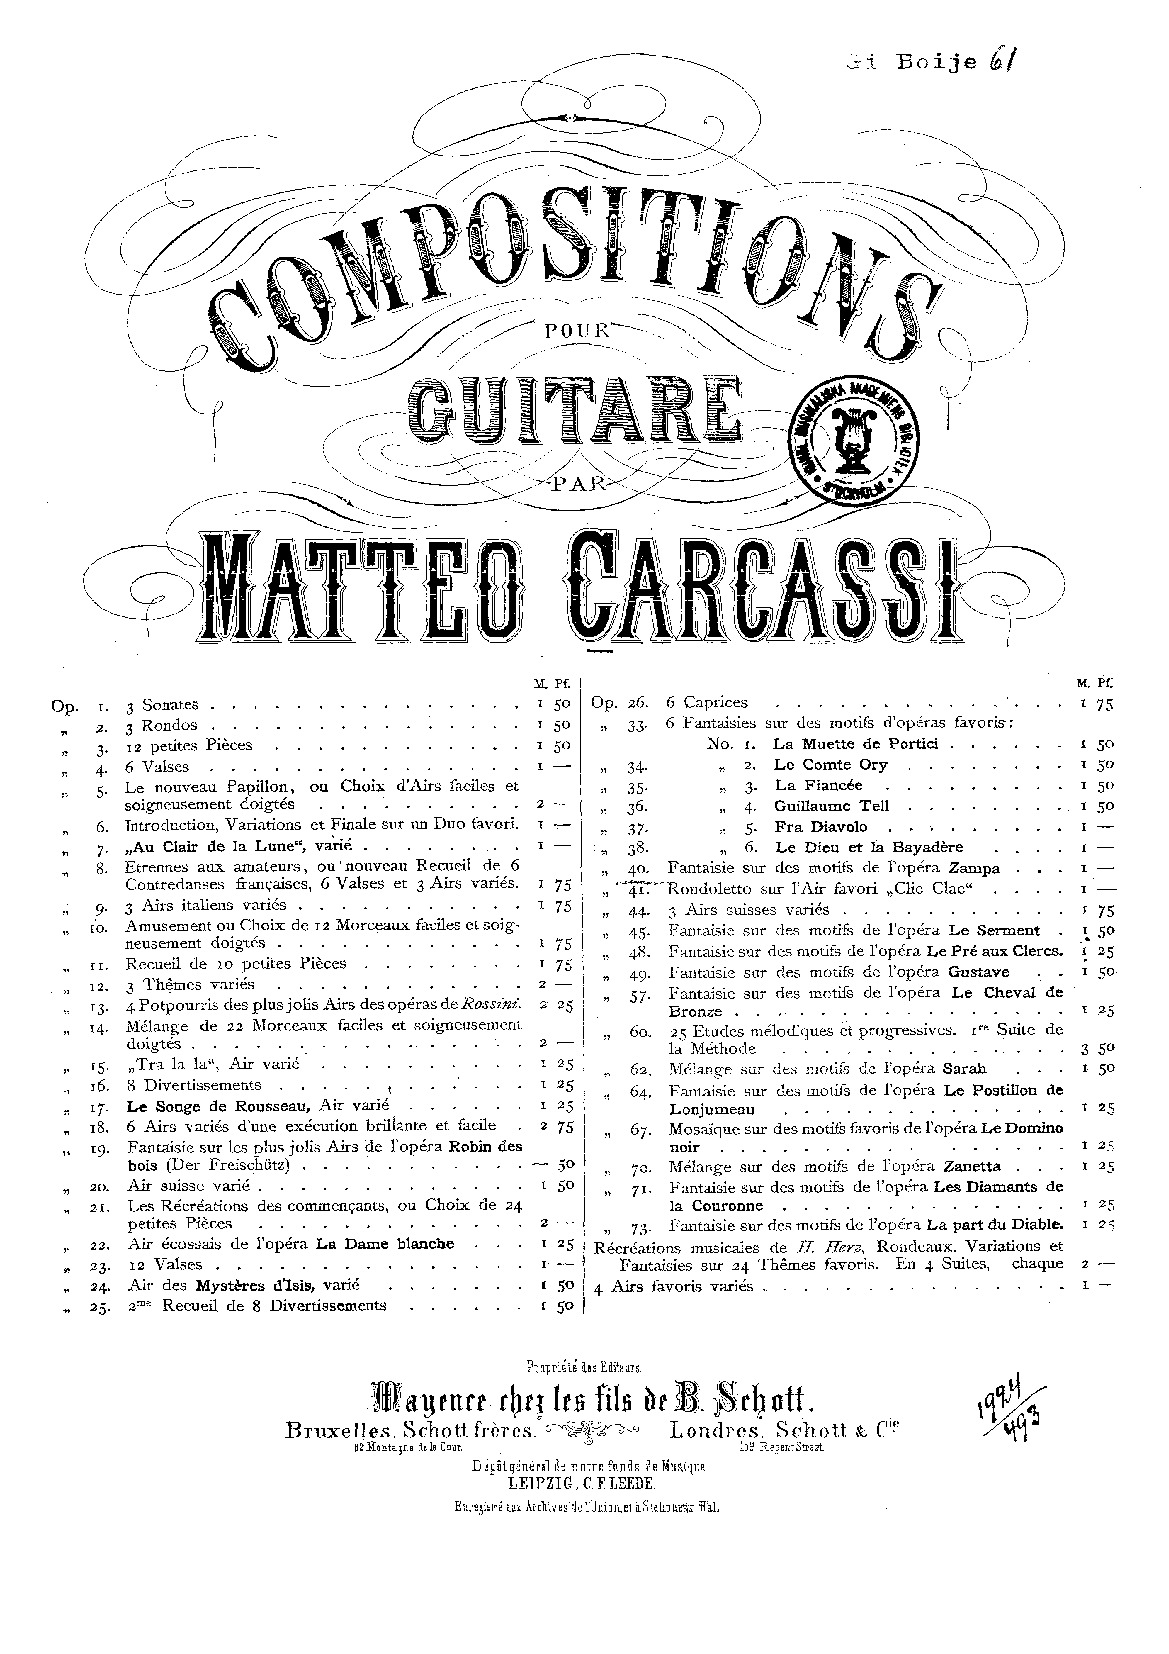 Gi Boije 61
COMPOSITIONS
POUR
GUITARE
PAR
MATTEO CARCASSI
KUNGL. MUSIKALISKA AKADEMIENS BIBLIOTEK
STOCKHOLM
M. Pf.
Op. 1. 3 Sonates . . . 1 50
„ 2. 3 Rondos . . . 1 50
„ 3. 12 petites Pièces . . . 1 50
„ 4. 6 Valses . . . 1 —
„ 5. Le nouveau Papillon, ou Choix d'Airs faciles et
soigneusement doigtés . . . 2 —
„ 6. Introduction, Variations et Finale sur un Duo favori. 1 —
„ 7. „Au Clair de la Lune“, varié . . . 1 —
„ 8. Etrennes aux amateurs, ou nouveau Recueil de 6
Contredanses françaises, 6 Valses et 3 Airs variés. 1 75
„ 9. 3 Airs italiens variés . . . 1 75
„ 10. Amusement ou Choix de 12 Morceaux faciles et soig-
neusement doigtés . . . 1 75
„ 11. Recueil de 10 petites Pièces . . . 1 75
„ 12. 3 Thêmes variés . . . 2 —
„ 13. 4 Potpourris des plus jolis Airs des opéras de Rossini. 2 25
„ 14. Mélange de 22 Morceaux faciles et soigneusement
doigtés . . . 2 —
„ 15. „Tra la la“, Air varié . . . 1 25
„ 16. 8 Divertissements . . . 1 25
„ 17. Le Songe de Rousseau, Air varié . . . 1 25
„ 18. 6 Airs variés d'une exécution brillante et facile . 2 75
„ 19. Fantaisie sur les plus jolis Airs de l'opéra Robin des
bois (Der Freischütz) . . . — 50
„ 20. Air suisse varié . . . 1 50
„ 21. Les Récréations des commençants, ou Choix de 24
petites Pièces . . . 2 —
„ 22. Air écossais de l'opéra La Dame blanche . . . 1 25
„ 23. 12 Valses . . . 1 —
„ 24. Air des Mystères d'Isis, varié . . . 1 50
„ 25. 2me Recueil de 8 Divertissements . . . 1 50
M. Pf.
Op. 26. 6 Caprices . . . 1 75
„ 33. 6 Fantaisies sur des motifs d'opéras favoris:
No. 1. La Muette de Portici . . . 1 50
„ 34. „ 2. Le Comte Ory . . . 1 50
„ 35. „ 3. La Fiancée . . . 1 50
„ 36. „ 4. Guillaume Tell . . . 1 50
„ 37. „ 5. Fra Diavolo . . . 1 —
„ 38. „ 6. Le Dieu et la Bayadère . . . 1 —
„ 40. Fantaisie sur des motifs de l'opéra Zampa . . . 1 —
„ 41. Rondoletto sur l'Air favori „Clic Clac“ . . . 1 —
„ 44. 3 Airs suisses variés . . . 1 75
„ 45. Fantaisie sur des motifs de l'opéra Le Serment . 1 50
„ 48. Fantaisie sur des motifs de l'opéra Le Pré aux Clercs. 1 25
„ 49. Fantaisie sur des motifs de l'opéra Gustave . . 1 50
„ 57. Fantaisie sur des motifs de l'opéra Le Cheval de
Bronze . . . 1 25
„ 60. 25 Etudes mélodiques et progressives. 1re Suite de
la Méthode . . . 3 50
„ 62. Mélange sur des motifs de l'opéra Sarah . . . 1 50
„ 64. Fantaisie sur des motifs de l'opéra Le Postillon de
Lonjumeau . . . 1 25
„ 67. Mosaïque sur des motifs favoris de l'opéra Le Domino
noir . . . 1 25
„ 70. Mélange sur des motifs de l'opéra Zanetta . . . 1 25
„ 71. Fantaisie sur des motifs de l'opéra Les Diamants de
la Couronne . . . 1 25
„ 73. Fantaisie sur des motifs de l'opéra La part du Diable. 1 25
Récréations musicales de H. Herz, Rondeaux. Variations et
Fantaisies sur 24 Thêmes favoris. En 4 Suites, chaque 2 —
4 Airs favoris variés . . . 1 —
Propriété des Editeurs.
Mayence chez les fils de B. Schott.
Bruxelles, Schott frères. Londres, Schott & Cie
82 Montagne de la Cour. 159 Regent Street.
Dépôt général de notre fonds de Musique
LEIPZIG, C. F. LEEDE.
Enregistré aux Archives de l'Union.
1924/493